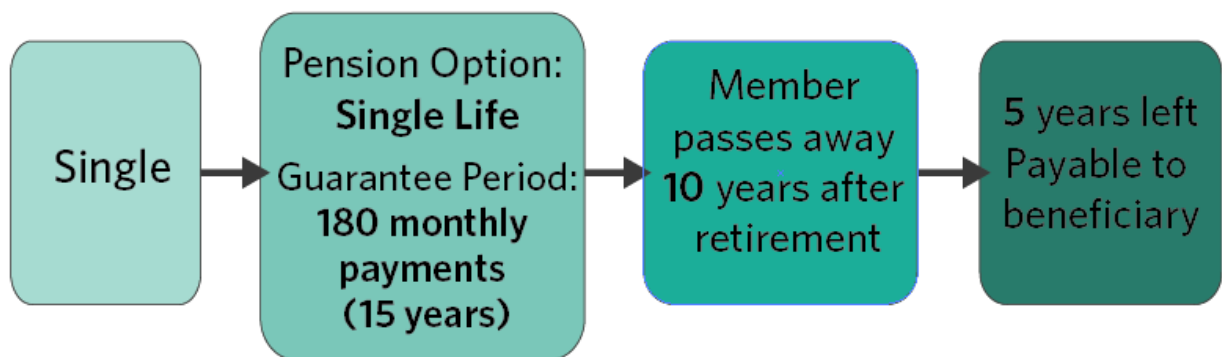 Single
Pension Option:
Single Life
Guarantee Period:
180 monthly
payments
(15 years)
Member
passes away
10 years after
retirement
5 years left
Payable to
beneficiary